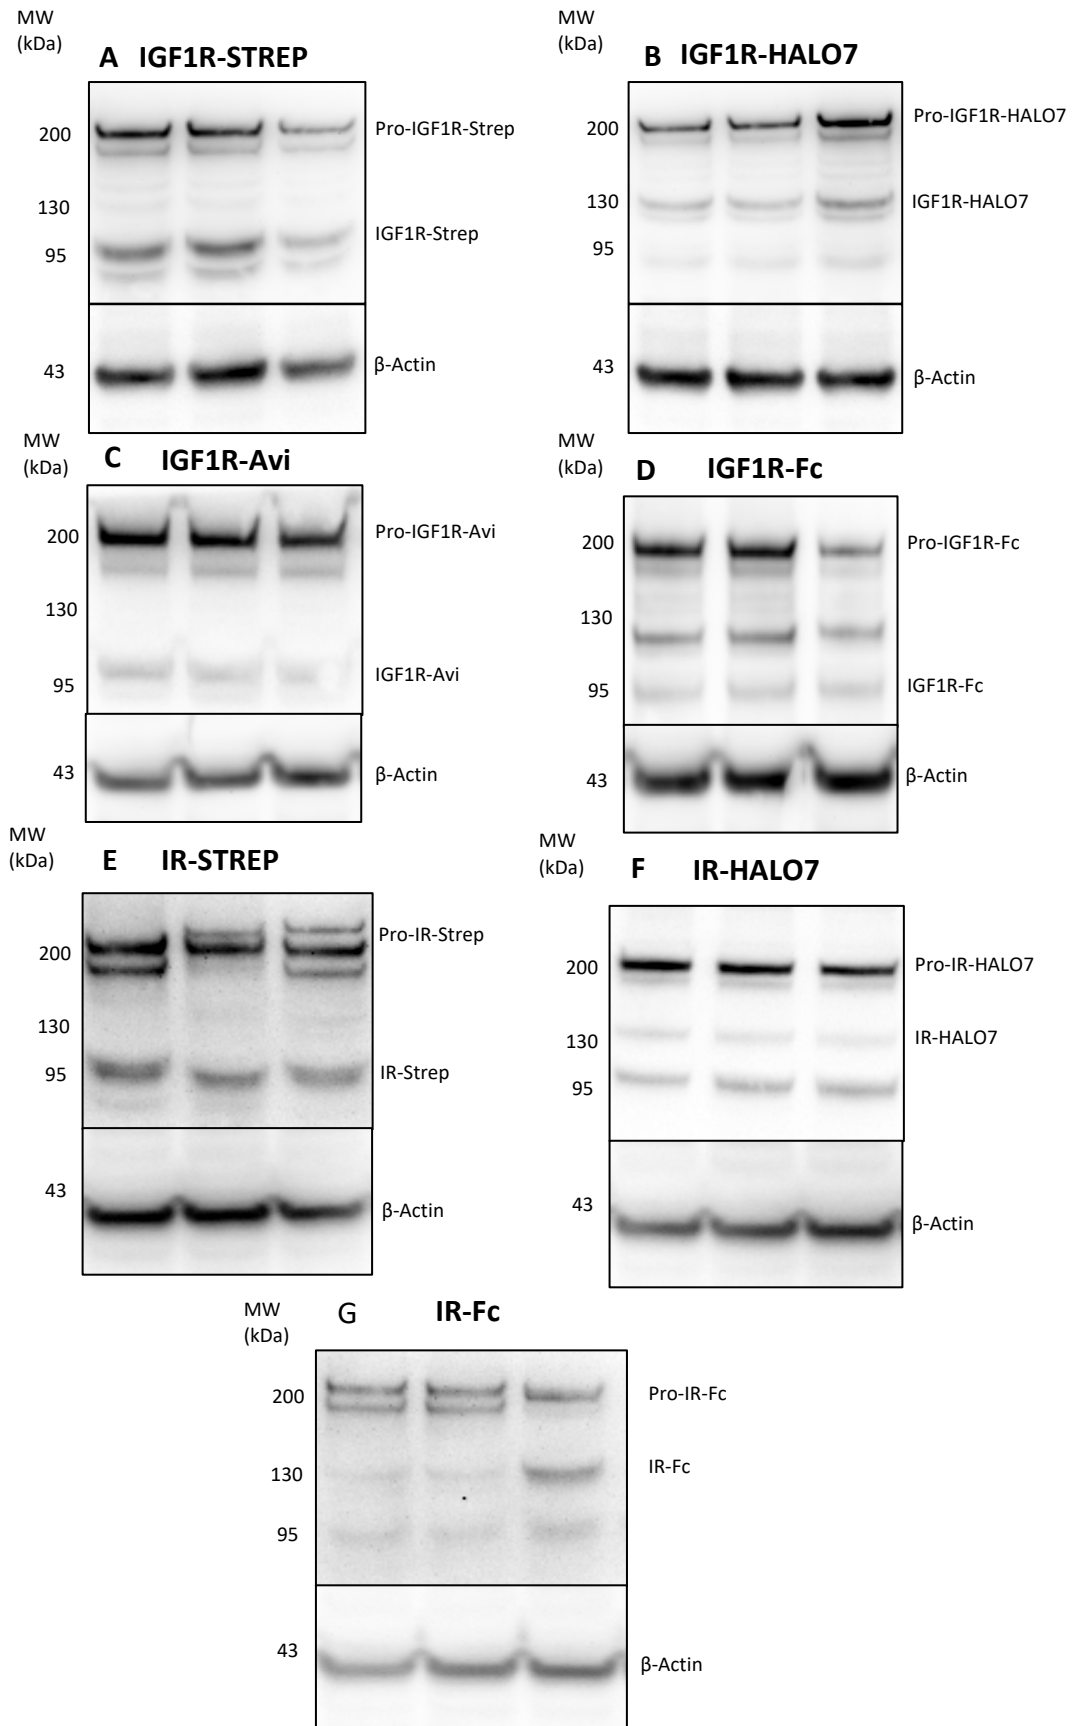 MW
(kDa)
A IGF1R-STREP
200
130
95
43
Pro-IGF1R-Strep
IGF1R-Strep
β-Actin
MW
(kDa)
B IGF1R-HALO7
200
130
95
43
Pro-IGF1R-HALO7
IGF1R-HALO7
β-Actin
MW
(kDa)
C IGF1R-Avi
200
130
95
43
Pro-IGF1R-Avi
IGF1R-Avi
β-Actin
MW
(kDa)
D IGF1R-Fc
200
130
95
43
Pro-IGF1R-Fc
IGF1R-Fc
β-Actin
MW
(kDa)
E IR-STREP
200
130
95
43
Pro-IR-Strep
IR-Strep
β-Actin
MW
(kDa)
F IR-HALO7
200
130
95
43
Pro-IR-HALO7
IR-HALO7
β-Actin
MW
(kDa)
G IR-Fc
200
130
95
43
Pro-IR-Fc
IR-Fc
β-Actin